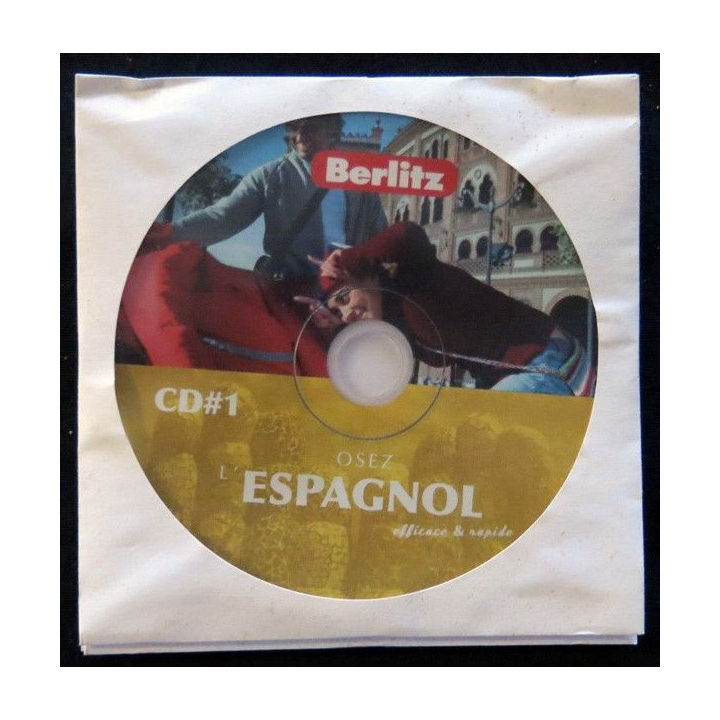 Berlitz
CD#1
OSEZ
L'ESPAGNOL
efficace & rapide